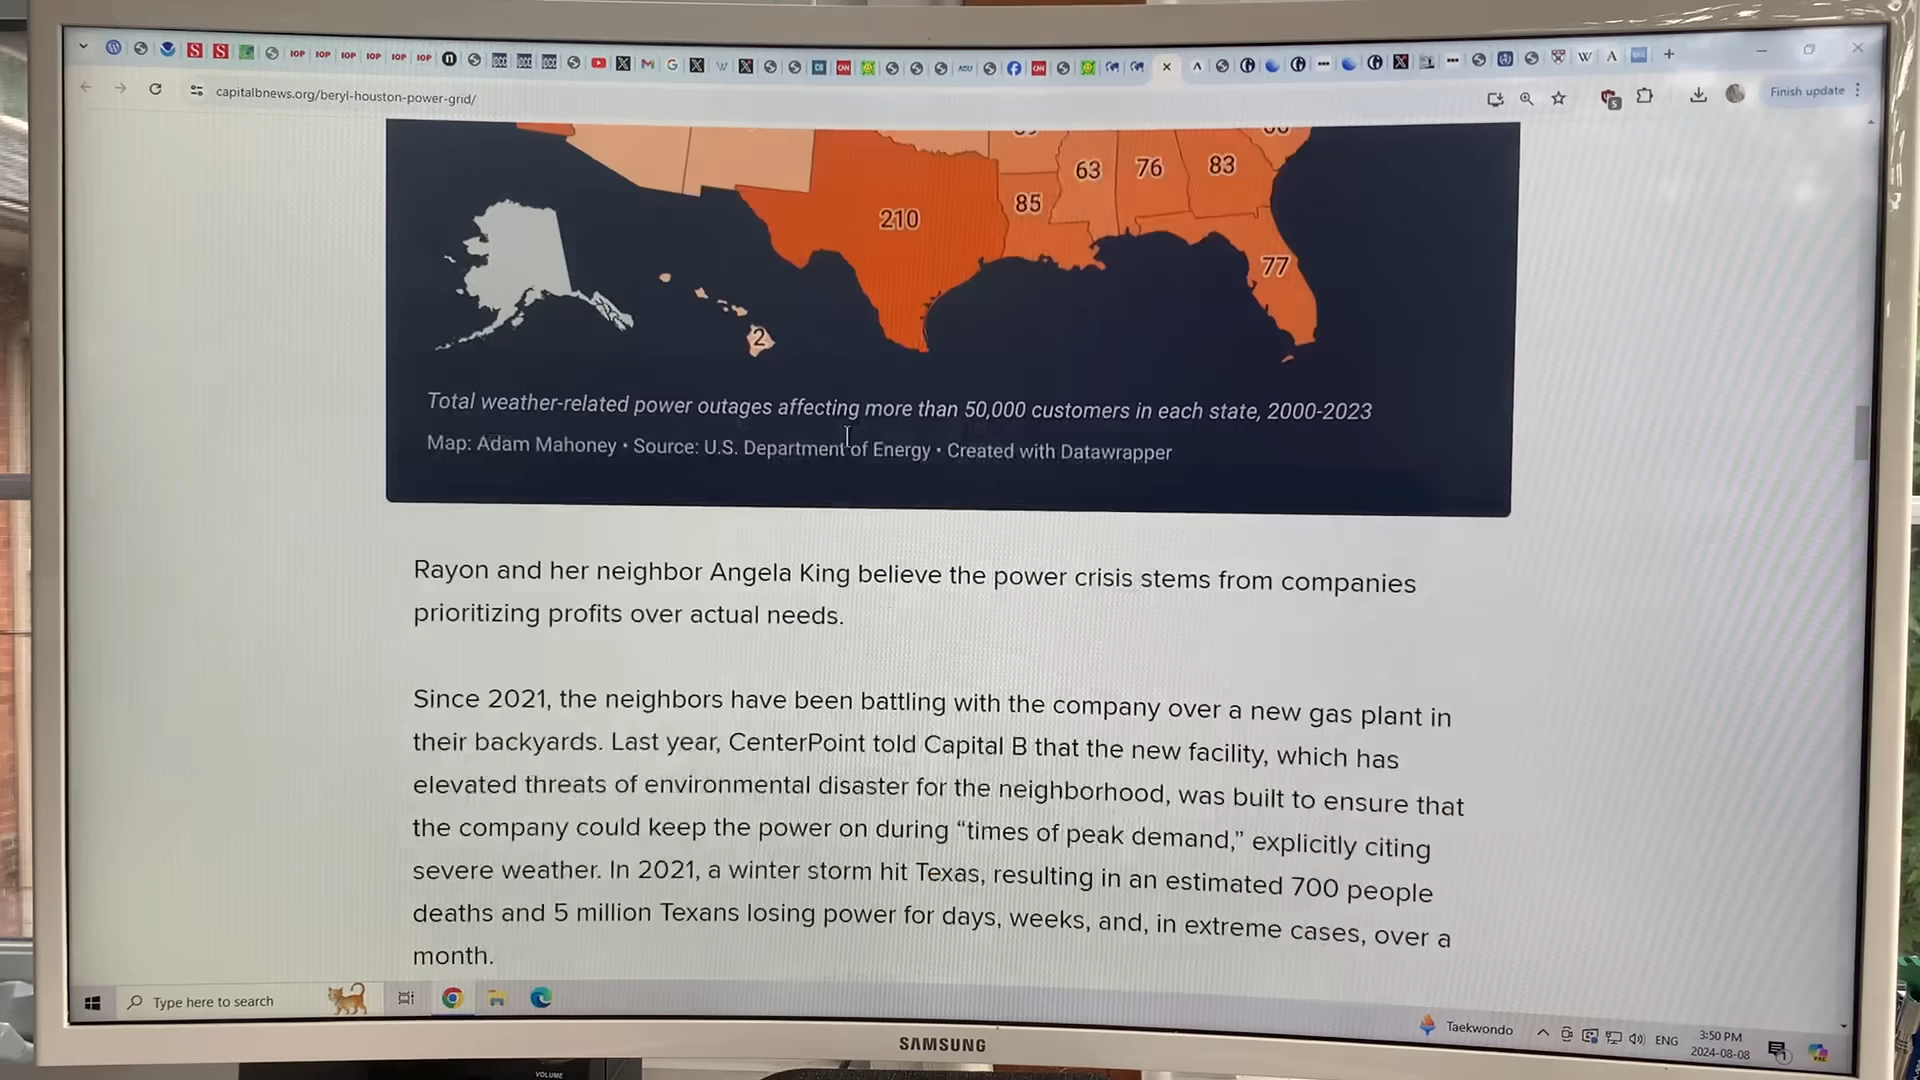 capitalbnews.org/beryl-houston-power-grid/
Finish update
63
76
83
85
210
77
2
Total weather-related power outages affecting more than 50,000 customers in each state, 2000-2023
Map: Adam Mahoney • Source: U.S. Department of Energy • Created with Datawrapper
Rayon and her neighbor Angela King believe the power crisis stems from companies
prioritizing profits over actual needs.
Since 2021, the neighbors have been battling with the company over a new gas plant in
their backyards. Last year, CenterPoint told Capital B that the new facility, which has
elevated threats of environmental disaster for the neighborhood, was built to ensure that
the company could keep the power on during “times of peak demand,” explicitly citing
severe weather. In 2021, a winter storm hit Texas, resulting in an estimated 700 people
deaths and 5 million Texans losing power for days, weeks, and, in extreme cases, over a
month.
Type here to search
Taekwondo
ENG
3:50 PM
2024-08-08
SAMSUNG
VOLUME